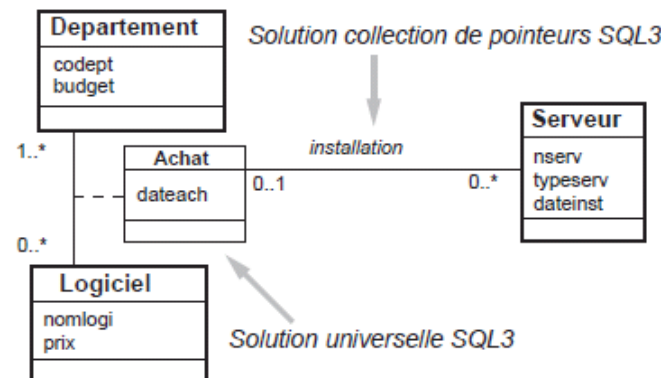 Departement
codept
budget
Solution collection de pointeurs SQL3
1..*
Achat
dateach
installation
0..1
0..*
Serveur
nserv
typeserv
dateinst
0..*
Logiciel
nomlogi
prix
Solution universelle SQL3